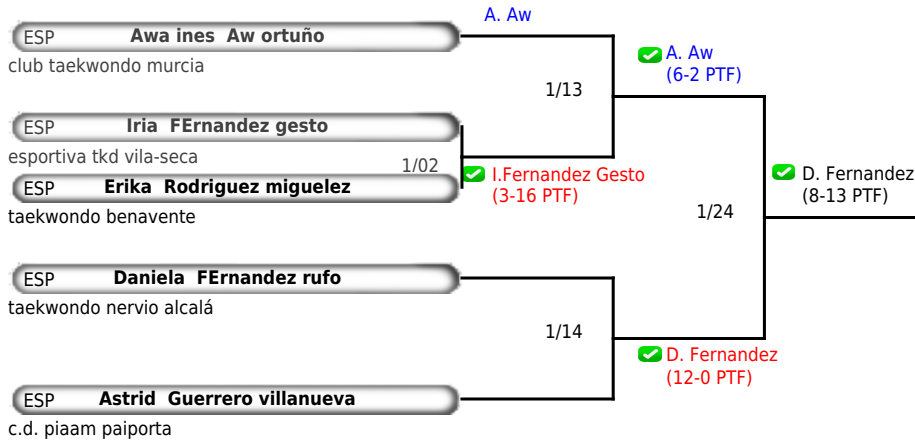 A. Aw
ESP Awa ines Aw ortuño
club taekwondo murcia
A. Aw
(6-2 PTF)
1/13
ESP Iria FErnandez gesto
esportiva tkd vila-seca
1/02
I.Fernandez Gesto
(3-16 PTF)
ESP Erika Rodriguez miguelez
taekwondo benavente
D. Fernandez
(8-13 PTF)
1/24
ESP Daniela FErnandez rufo
taekwondo nervio alcalá
1/14
D. Fernandez
(12-0 PTF)
ESP Astrid Guerrero villanueva
c.d. piaam paiporta